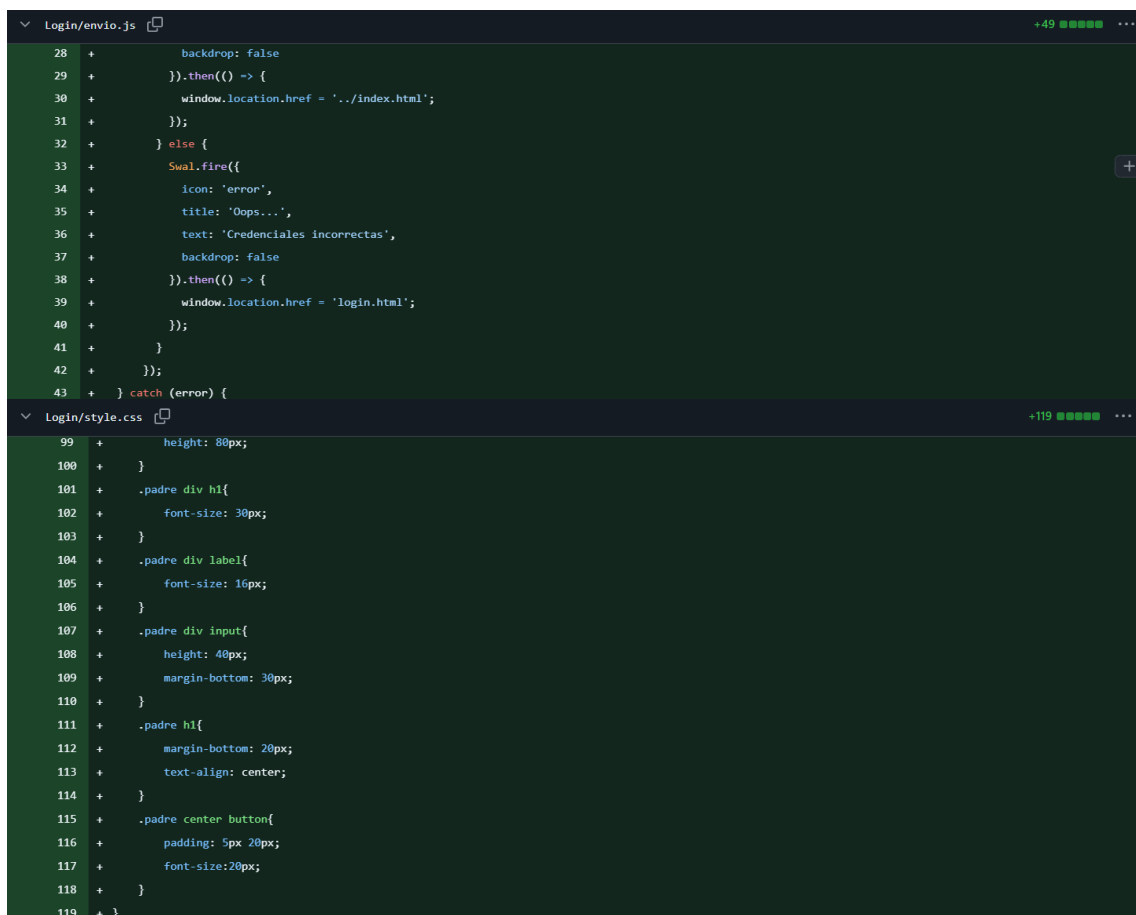 Login/envio.js +49 ...
28 + backdrop: false
29 + }).then(() => {
30 + window.location.href = '../index.html';
31 + });
32 + } else {
33 + Swal.fire({
34 + icon: 'error',
35 + title: 'Oops...',
36 + text: 'Credenciales incorrectas',
37 + backdrop: false
38 + }).then(() => {
39 + window.location.href = 'login.html';
40 + });
41 + }
42 + });
43 + } catch (error) {
Login/style.css +119 ...
99 + height: 80px;
100 + }
101 + .padre div h1{
102 + font-size: 30px;
103 + }
104 + .padre div label{
105 + font-size: 16px;
106 + }
107 + .padre div input{
108 + height: 40px;
109 + margin-bottom: 30px;
110 + }
111 + .padre h1{
112 + margin-bottom: 20px;
113 + text-align: center;
114 + }
115 + .padre center button{
116 + padding: 5px 20px;
117 + font-size:20px;
118 + }
119 + }